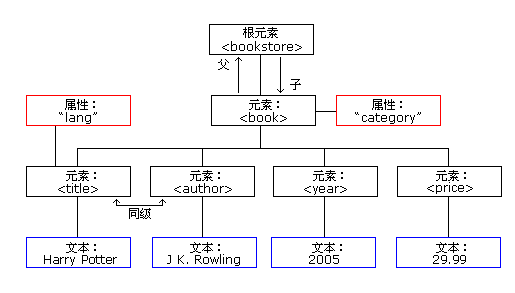 根元素
<bookstore>
父
子
属性：
“lang”
元素：
<book>
属性：
“category”
元素：
<title>
元素：
<author>
元素：
<year>
元素：
<price>
同级
文本：
Harry Potter
文本：
J K. Rowling
文本：
2005
文本：
29.99